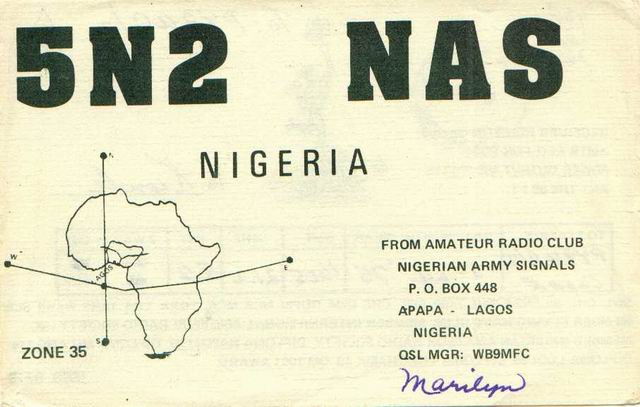 5N2 NAS
NIGERIA
N
W
E
LAGOS
S
FROM AMATEUR RADIO CLUB
NIGERIAN ARMY SIGNALS
P. O. BOX 448
APAPA - LAGOS
NIGERIA
QSL MGR: WB9MFC
ZONE 35
Marilyn